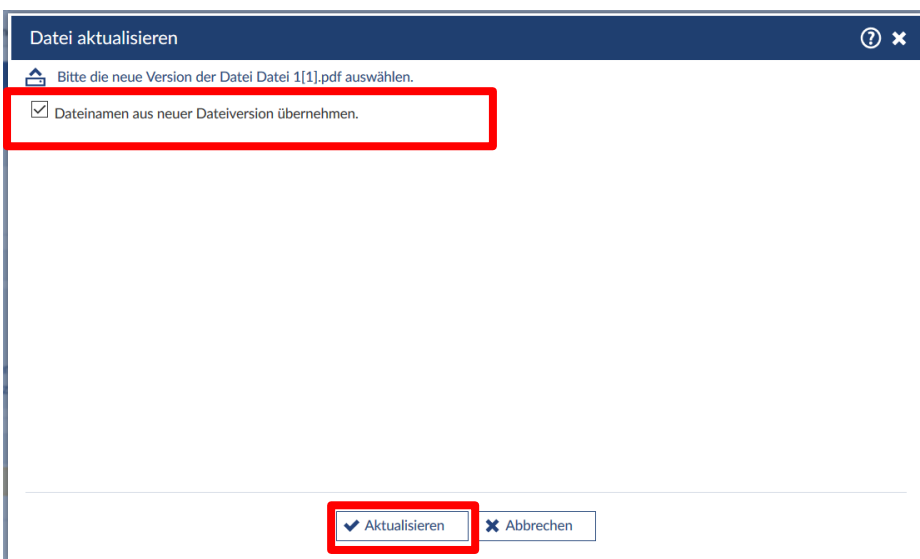 Datei aktualisieren
Bitte die neue Version der Datei Datei 1[1].pdf auswählen.
Dateinamen aus neuer Dateiversion übernehmen.
Aktualisieren
Abbrechen